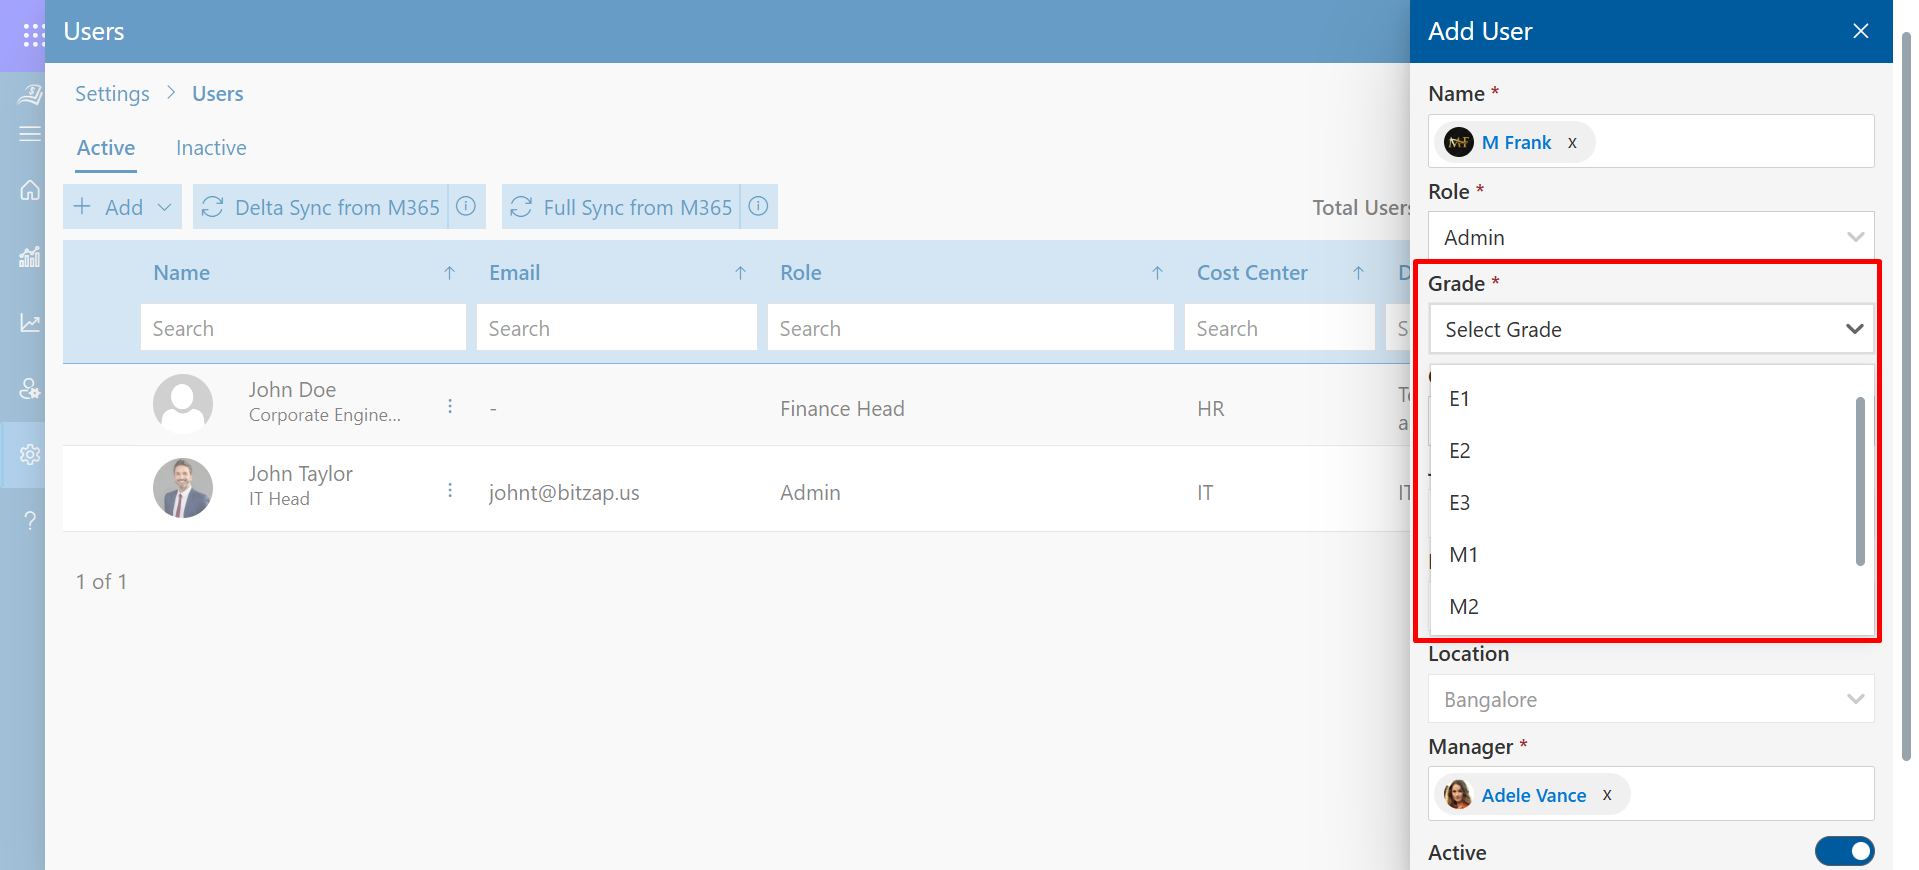 Users
Settings > Users
Active Inactive
+ Add Delta Sync from M365 Full Sync from M365 Total Users
Name Email Role Cost Center
Search Search Search Search
John Doe
Corporate Engine... - Finance Head HR
John Taylor
IT Head johnt@bitzap.us Admin IT IT
1 of 1
Add User
Name *
M Frank x
Role *
Admin
Grade *
Select Grade
E1
E2
E3
M1
M2
Location
Bangalore
Manager *
Adele Vance x
Active